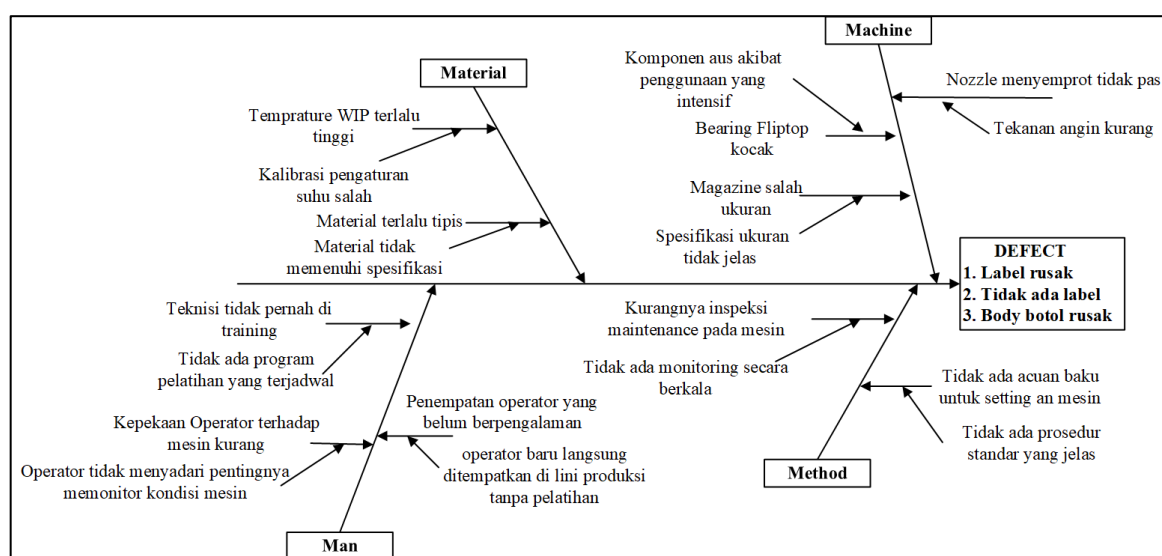 Machine
Material
Komponen aus akibat
penggunaan yang
intensif
Nozzle menyemprot tidak pas
Tekanan angin kurang
Temprature WIP terlalu
tinggi
Bearing Fliptop
kocak
Kalibrasi pengaturan
suhu salah
Magazine salah
ukuran
Material terlalu tipis
Material tidak
memenuhi spesifikasi
Spesifikasi ukuran
tidak jelas
DEFECT
1. Label rusak
2. Tidak ada label
3. Body botol rusak
Teknisi tidak pernah di
training
Kurangnya inspeksi
maintenance pada mesin
Tidak ada program
pelatihan yang terjadwal
Tidak ada monitoring secara
berkala
Tidak ada acuan baku
untuk setting an mesin
Kepekaan Operator terhadap
mesin kurang
Penempatan operator yang
belum berpengalaman
Tidak ada prosedur
standar yang jelas
Operator tidak menyadari pentingnya
memonitor kondisi mesin
operator baru langsung
ditempatkan di lini produksi
tanpa pelatihan
Method
Man